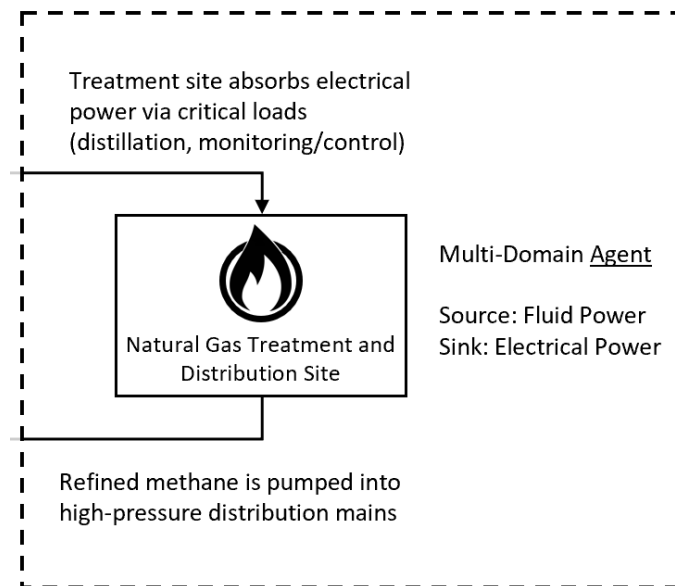 Treatment site absorbs electrical
power via critical loads
(distillation, monitoring/control)
Multi-Domain Agent
Source: Fluid Power
Sink: Electrical Power
Natural Gas Treatment and
Distribution Site
Refined methane is pumped into
high-pressure distribution mains